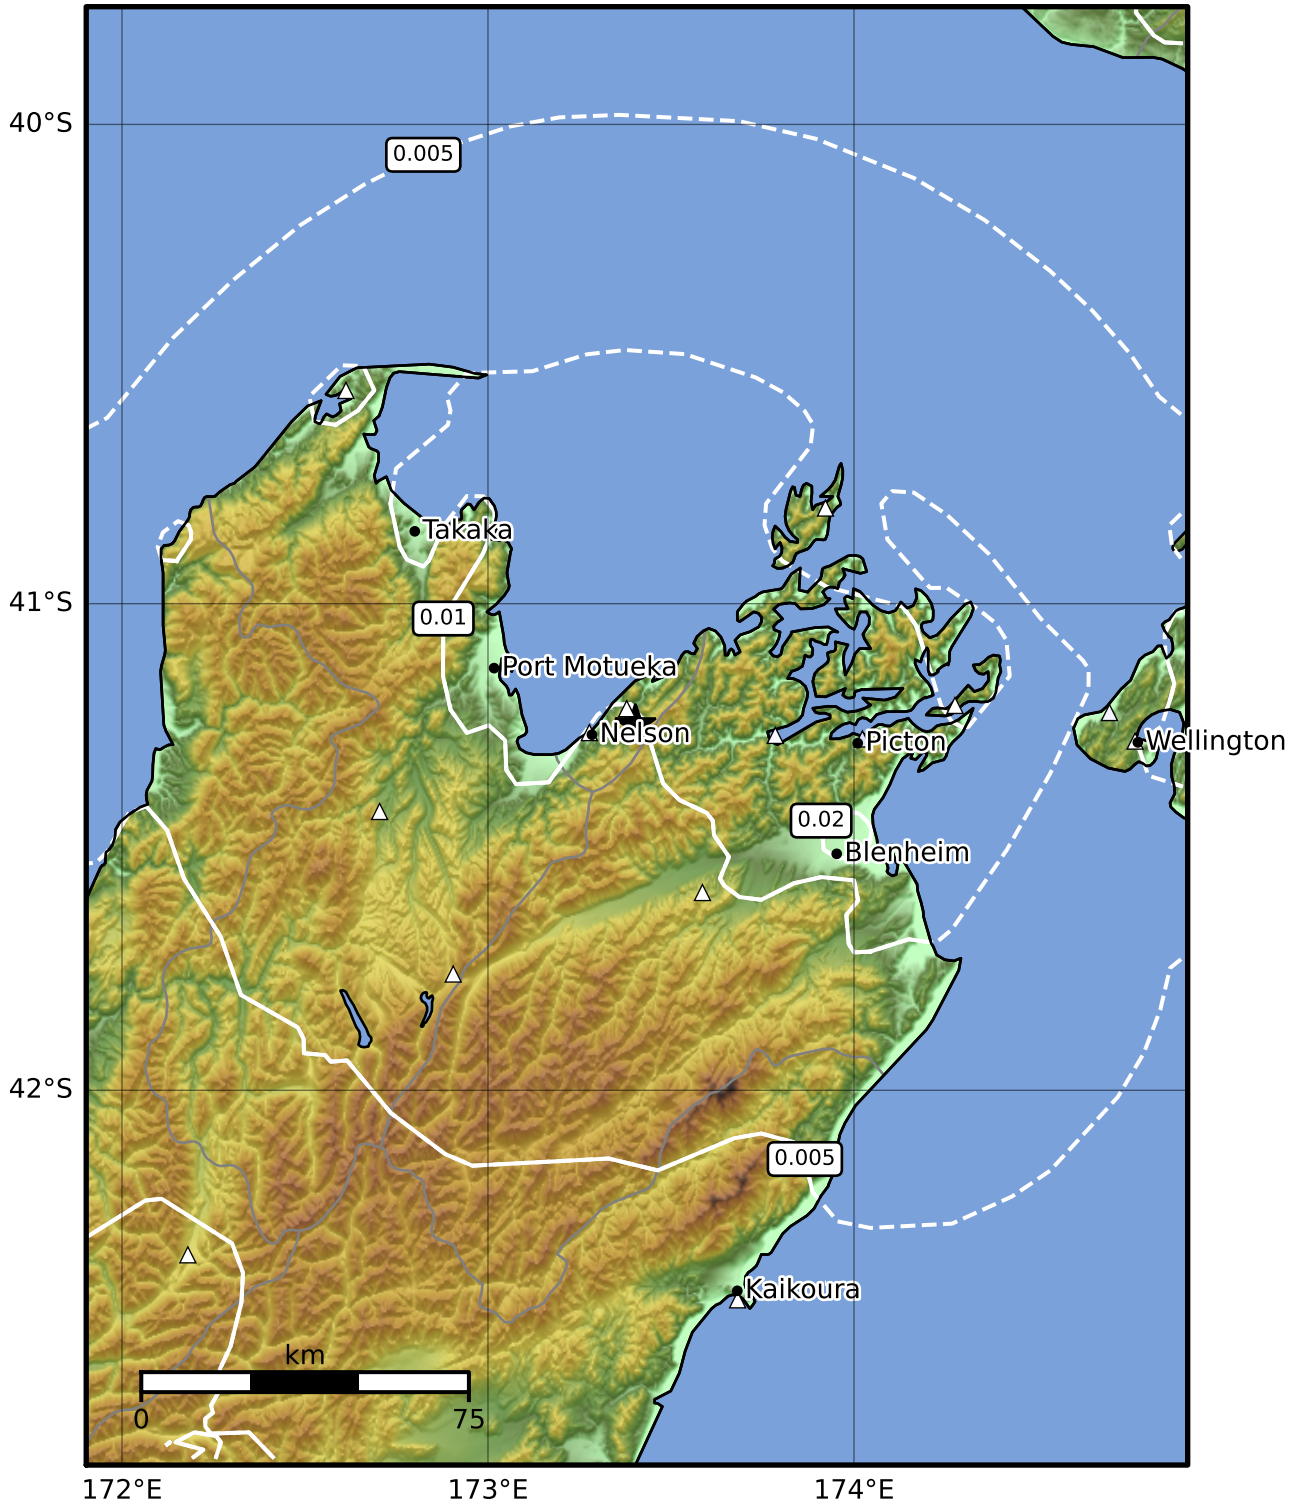 40°S
0.005
Takaka
41°S
0.01
Port Motueka
Nelson
Picton
Wellington
0.02
Blenheim
42°S
0.005
Kaikoura
km
0
75
172°E
173°E
174°E